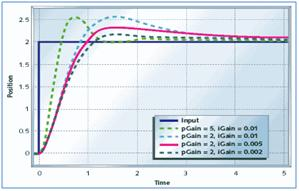 2.5
2
1.5
1
0.5
0
Position
0
1
2
3
4
5
Time
Input
pGain = 5, iGain = 0.01
pGain = 2, iGain = 0.01
pGain = 2, iGain = 0.005
pGain = 2, iGain = 0.002